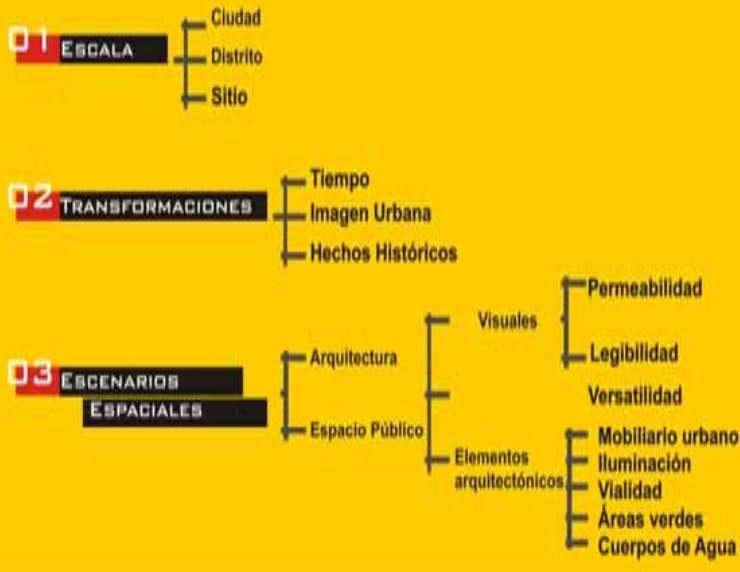 01 ESCALA
Ciudad
Distrito
Sitio
02 TRANSFORMACIONES
Tiempo
Imagen Urbana
Hechos Históricos
03 ESCENARIOS
ESPACIALES
Arquitectura
Espacio Público
Visuales
Permeabilidad
Legibilidad
Versatilidad
Elementos
arquitectónicos
Mobiliario urbano
Iluminación
Vialidad
Áreas verdes
Cuerpos de Agua